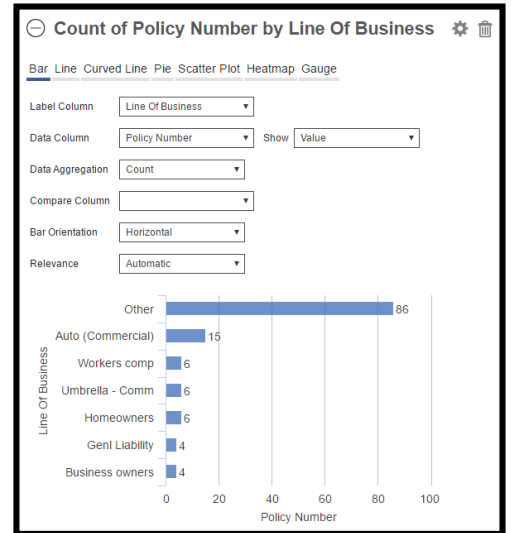 Count of Policy Number by Line Of Business
Bar Line Curved Line Pie Scatter Plot Heatmap Gauge
Label Column Line Of Business
Data Column Policy Number Show Value
Data Aggregation Count
Compare Column
Bar Orientation Horizontal
Relevance Automatic
Other 86
Auto (Commercial) 15
Workers comp 6
Umbrella - Comm 6
Homeowners 6
Genl Liability 4
Business owners 4
Line Of Business
0 20 40 60 80 100
Policy Number